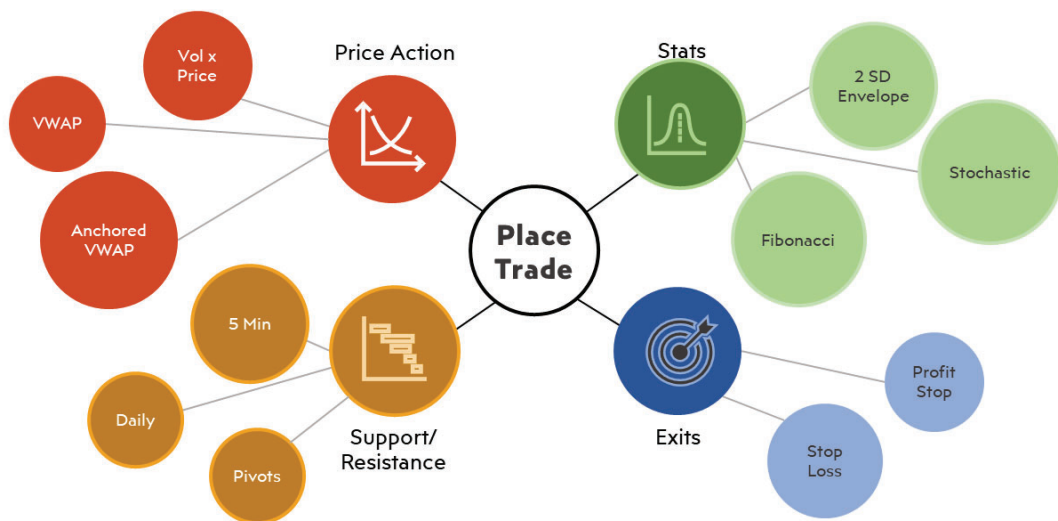 Price Action
Vol x
Price
VWAP
Anchored
VWAP
Stats
2 SD
Envelope
Stochastic
Fibonacci
Place
Trade
5 Min
Daily
Pivots
Support/
Resistance
Exits
Profit
Stop
Stop
Loss